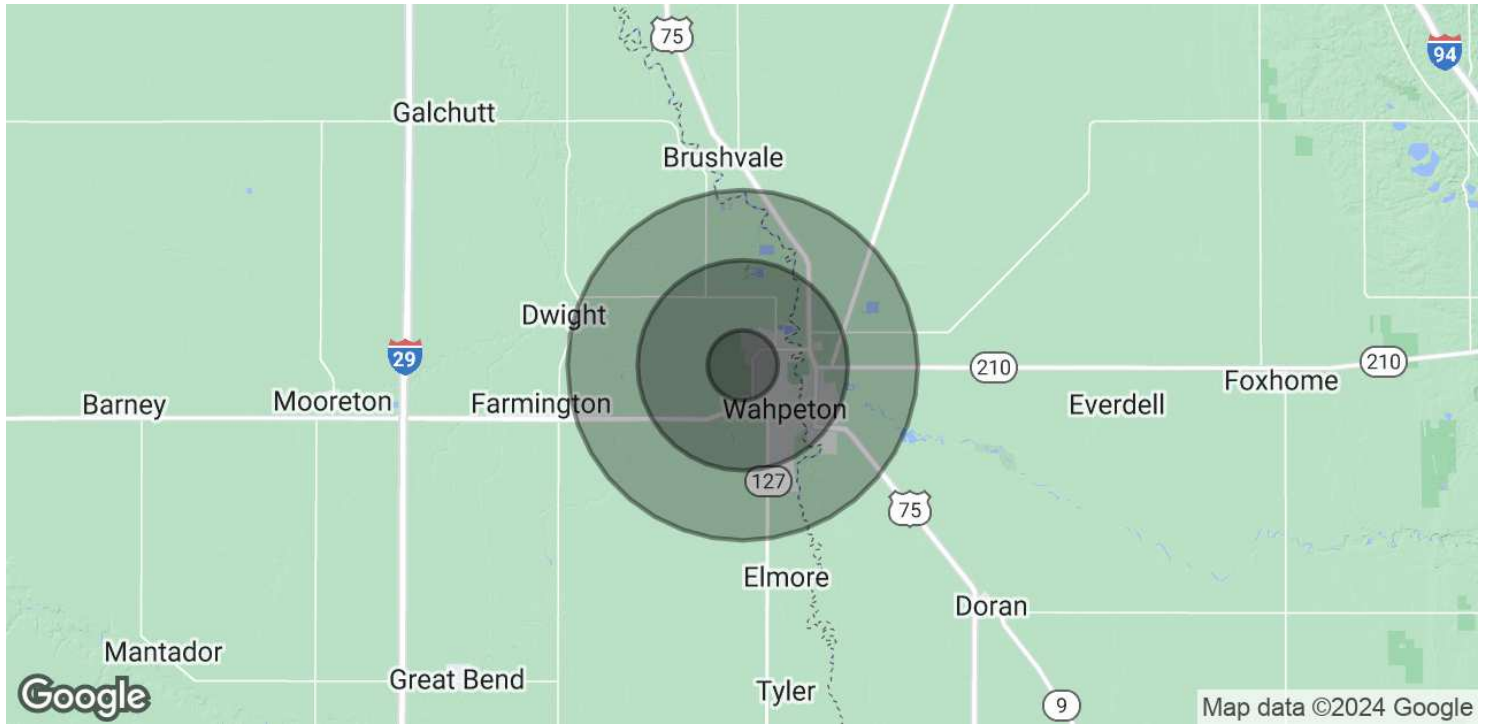 75
94
Galchutt
Brushvale
Dwight
29
210
210
Foxhome
Barney
Mooreton
Farmington
Wahpeton
Everdell
127
75
Elmore
Doran
Mantador
Great Bend
Tyler
9
Google
Map data ©2024 Google